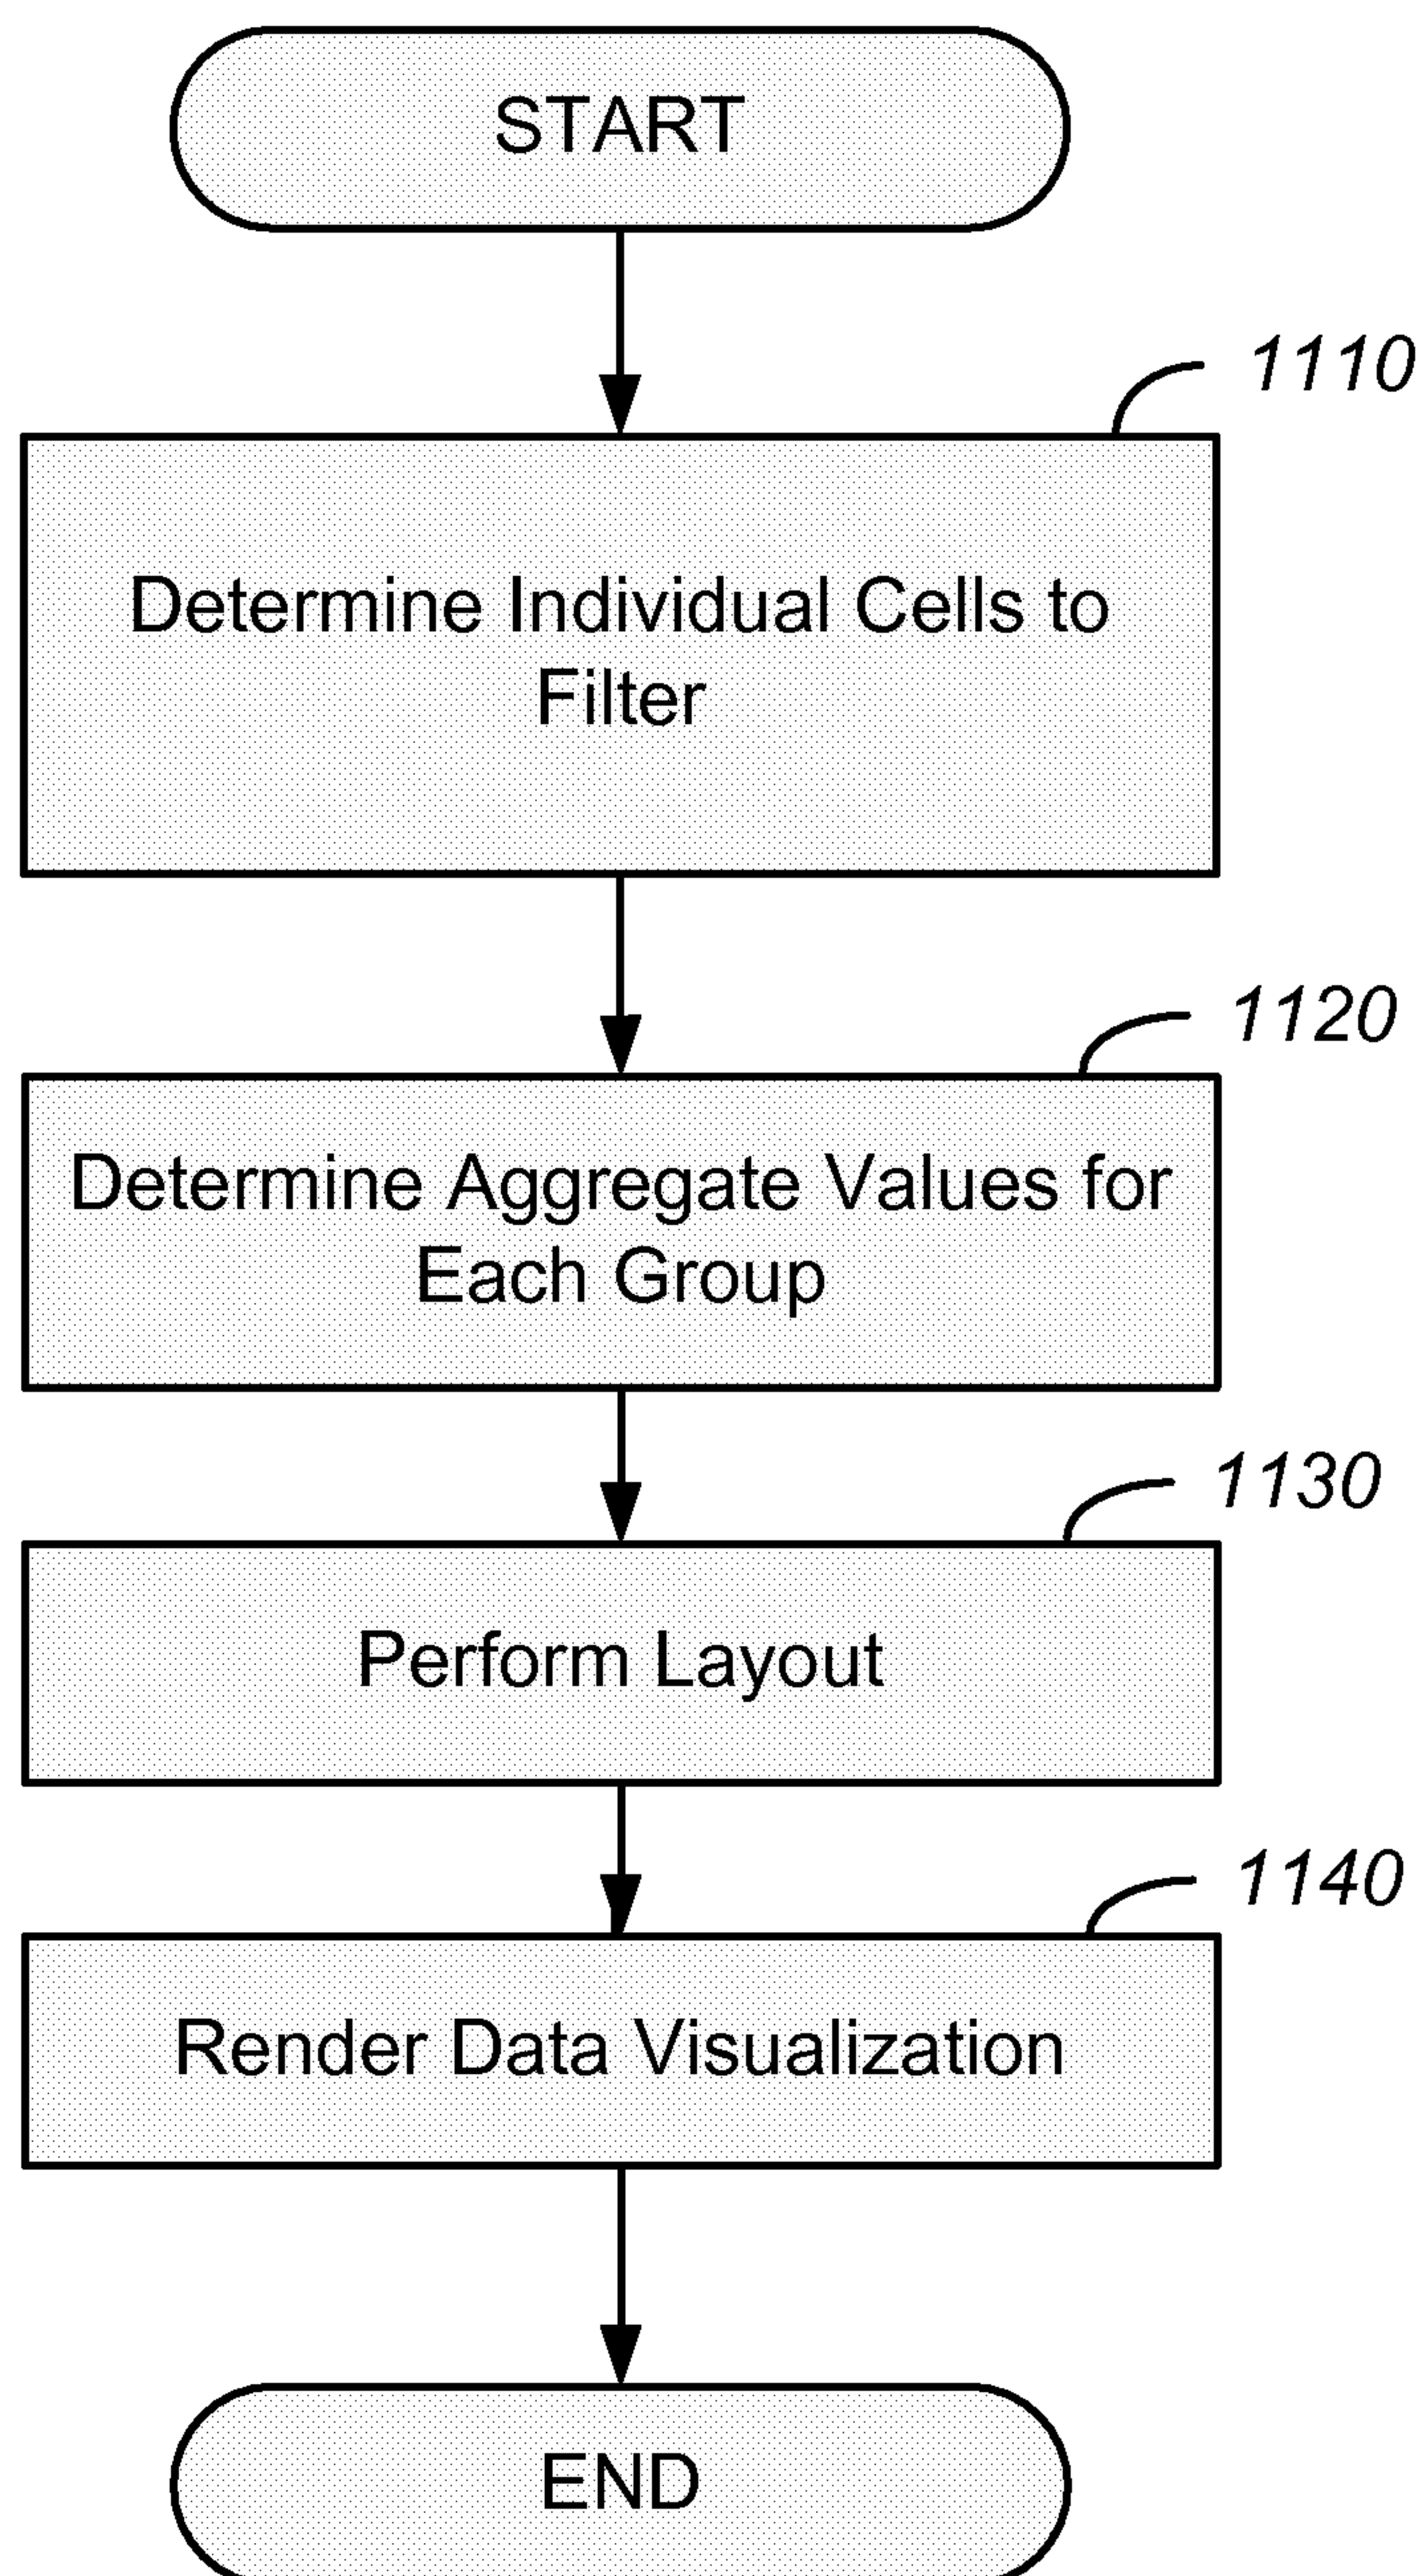 START
1110
Determine Individual Cells to
Filter
1120
Determine Aggregate Values for
Each Group
1130
Perform Layout
1140
Render Data Visualization
END